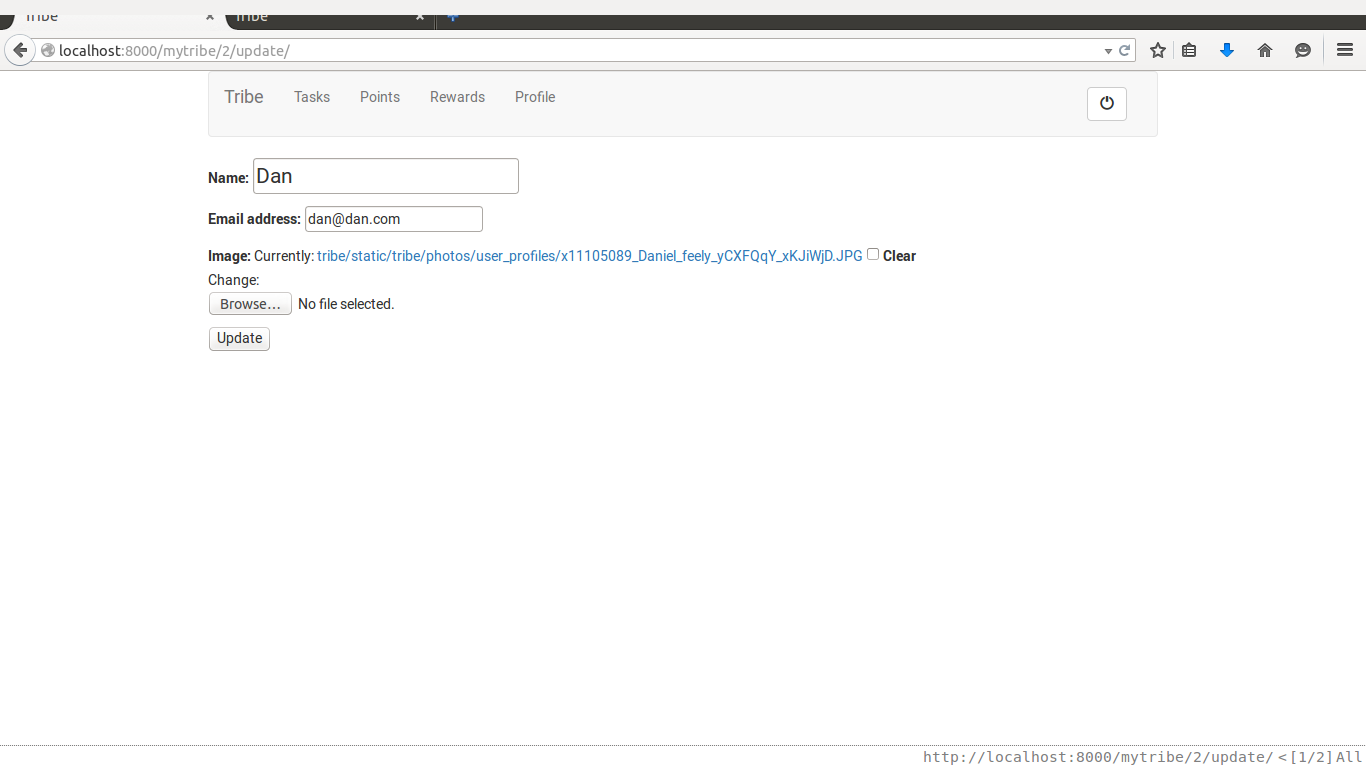 Tribe Tribe
localhost:8000/mytribe/2/update/
Tribe Tasks Points Rewards Profile
Name: Dan
Email address: dan@dan.com
Image: Currently: tribe/static/tribe/photos/user_profiles/x11105089_Daniel_feely_yCXFQqY_xKJiWjD.JPG Clear
Change:
Browse... No file selected.
Update
http://localhost:8000/mytribe/2/update/ <[1/2] All